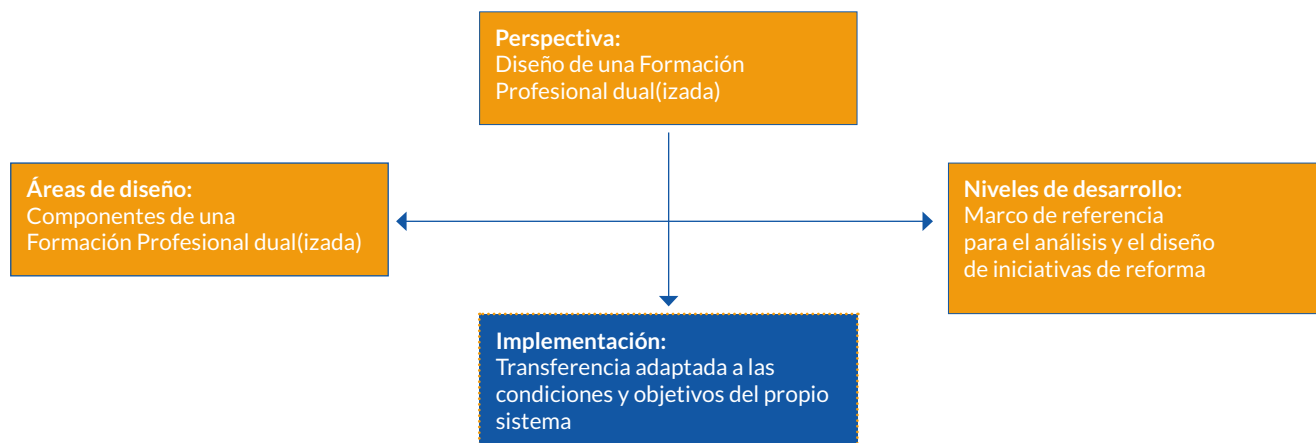 Perspectiva:
Diseño de una Formación
Profesional dual(izada)
Áreas de diseño:
Componentes de una
Formación Profesional dual(izada)
Niveles de desarrollo:
Marco de referencia
para el análisis y el diseño
de iniciativas de reforma
Implementación:
Transferencia adaptada a las
condiciones y objetivos del propio
sistema